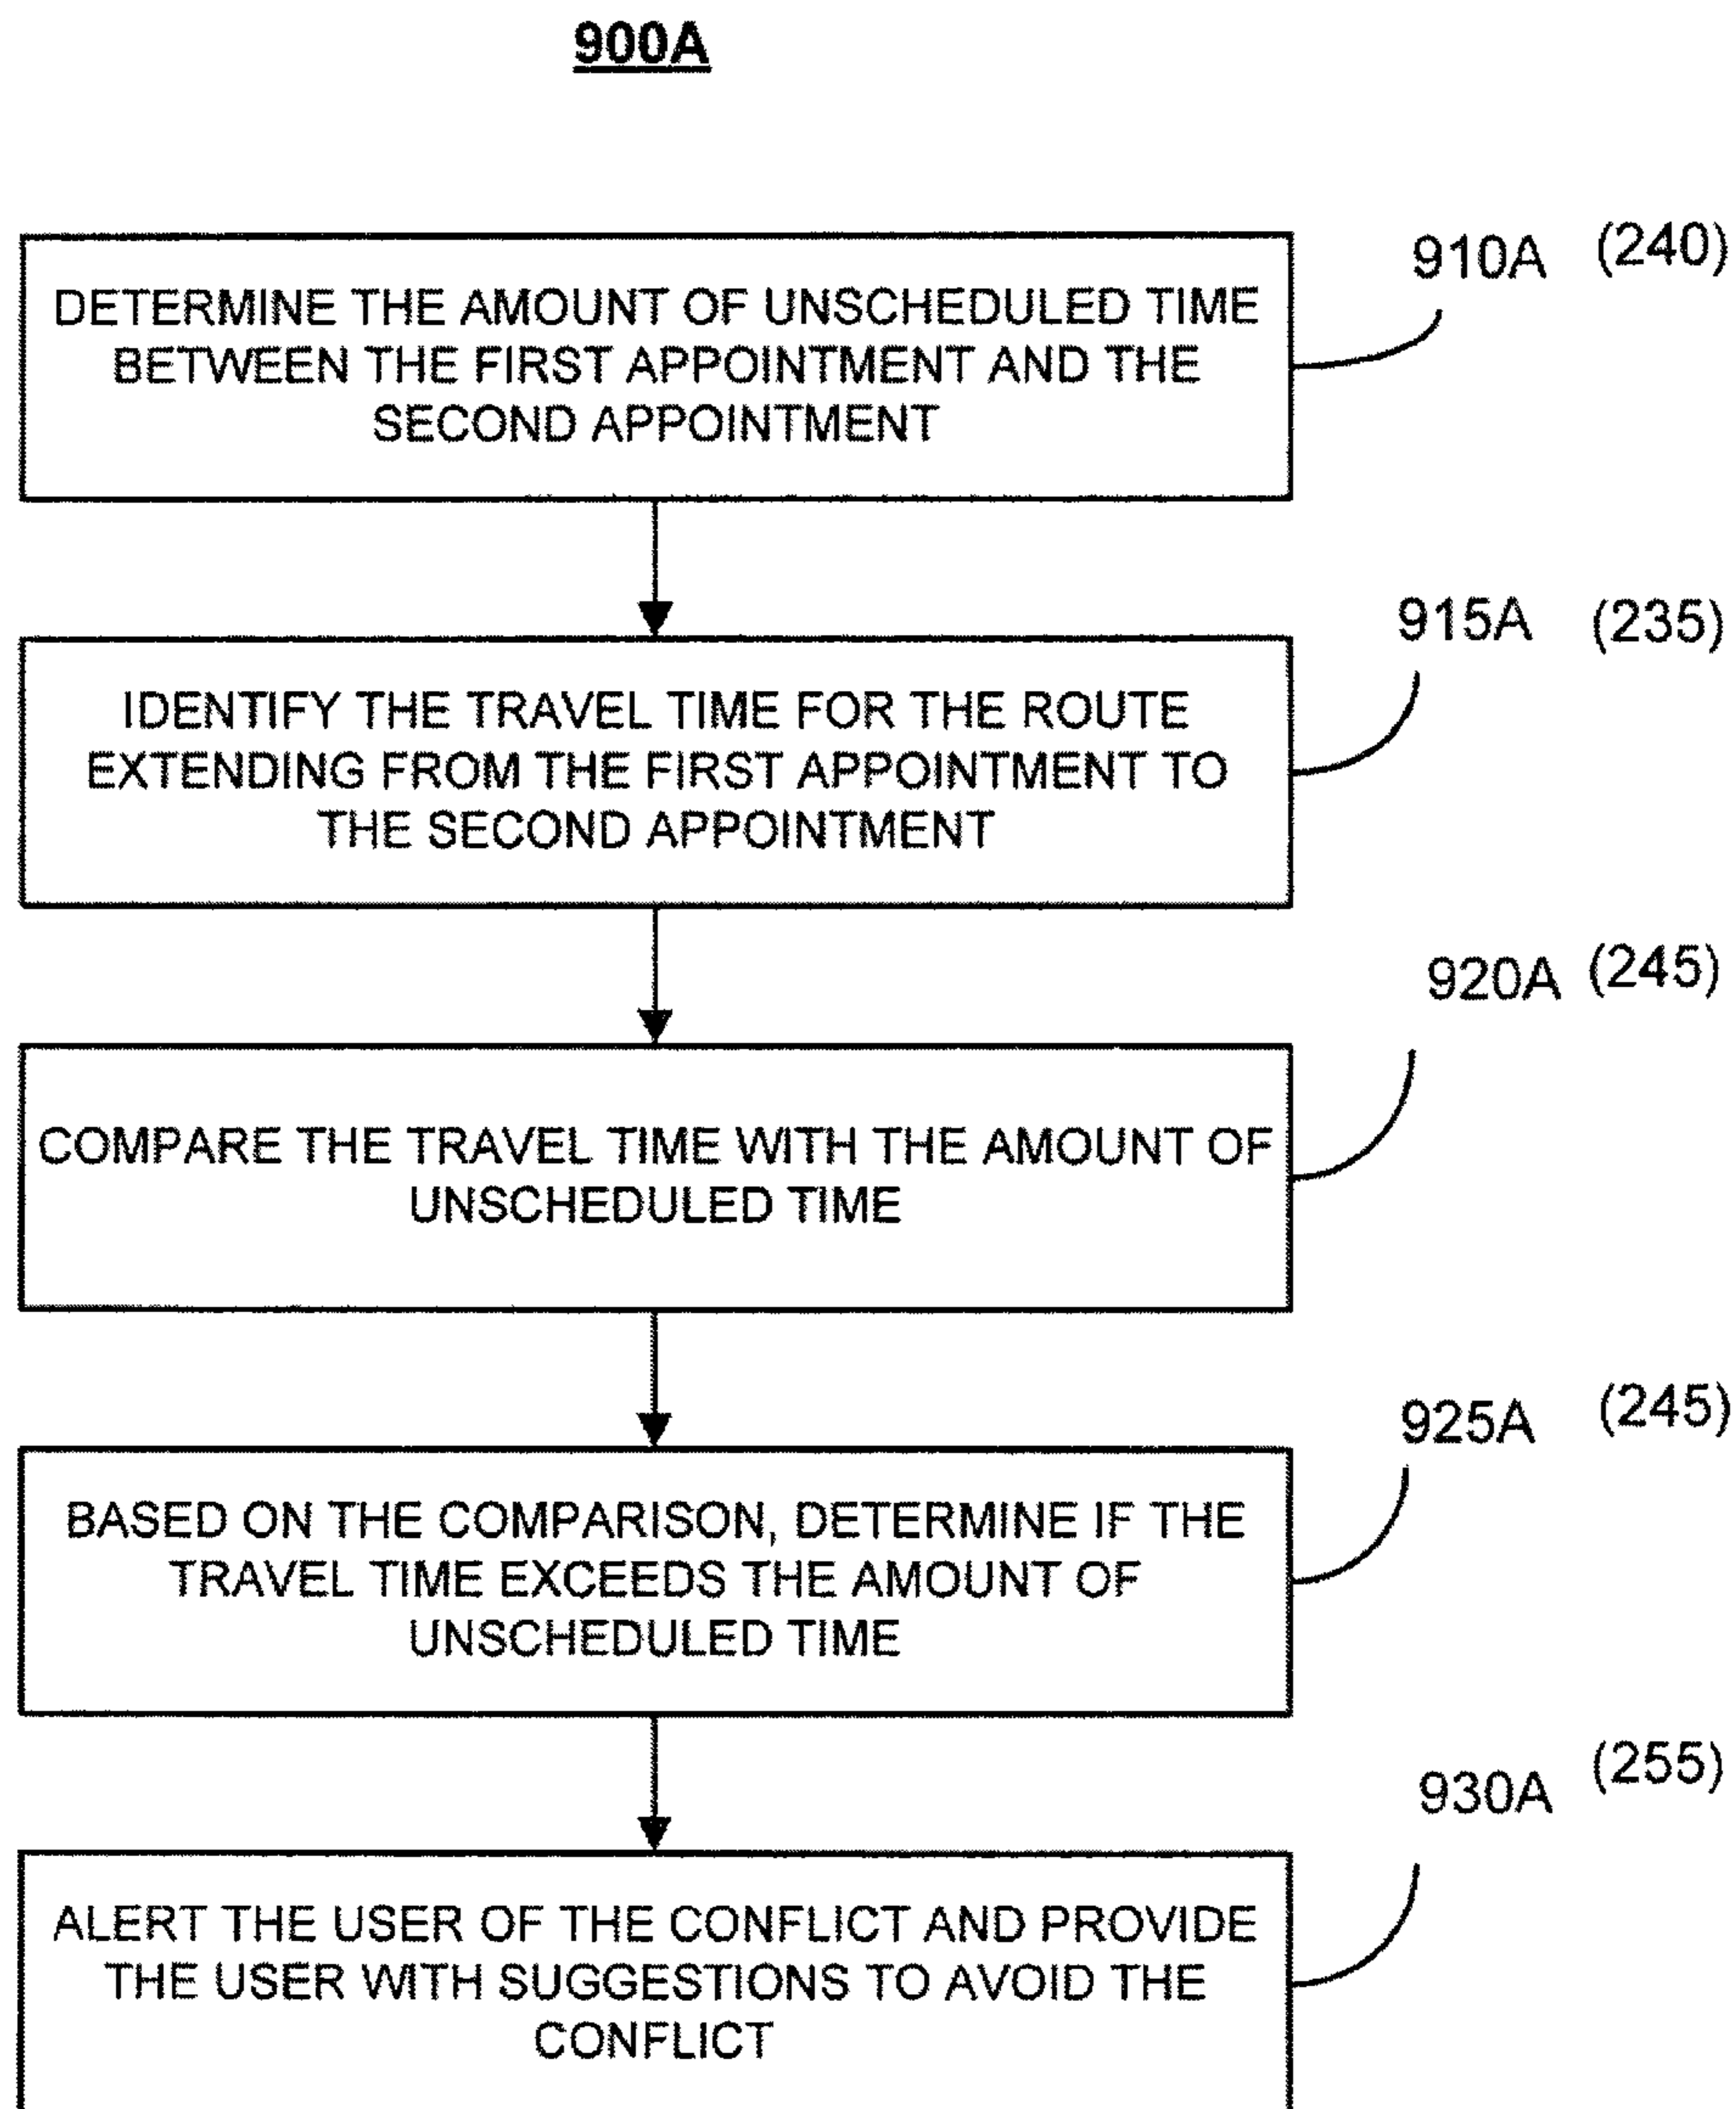 900A
DETERMINE THE AMOUNT OF UNSCHEDULED TIME
BETWEEN THE FIRST APPOINTMENT AND THE
SECOND APPOINTMENT
910A (240)
IDENTIFY THE TRAVEL TIME FOR THE ROUTE
EXTENDING FROM THE FIRST APPOINTMENT TO
THE SECOND APPOINTMENT
915A (235)
COMPARE THE TRAVEL TIME WITH THE AMOUNT OF
UNSCHEDULED TIME
920A (245)
BASED ON THE COMPARISON, DETERMINE IF THE
TRAVEL TIME EXCEEDS THE AMOUNT OF
UNSCHEDULED TIME
925A (245)
ALERT THE USER OF THE CONFLICT AND PROVIDE
THE USER WITH SUGGESTIONS TO AVOID THE
CONFLICT
930A (255)